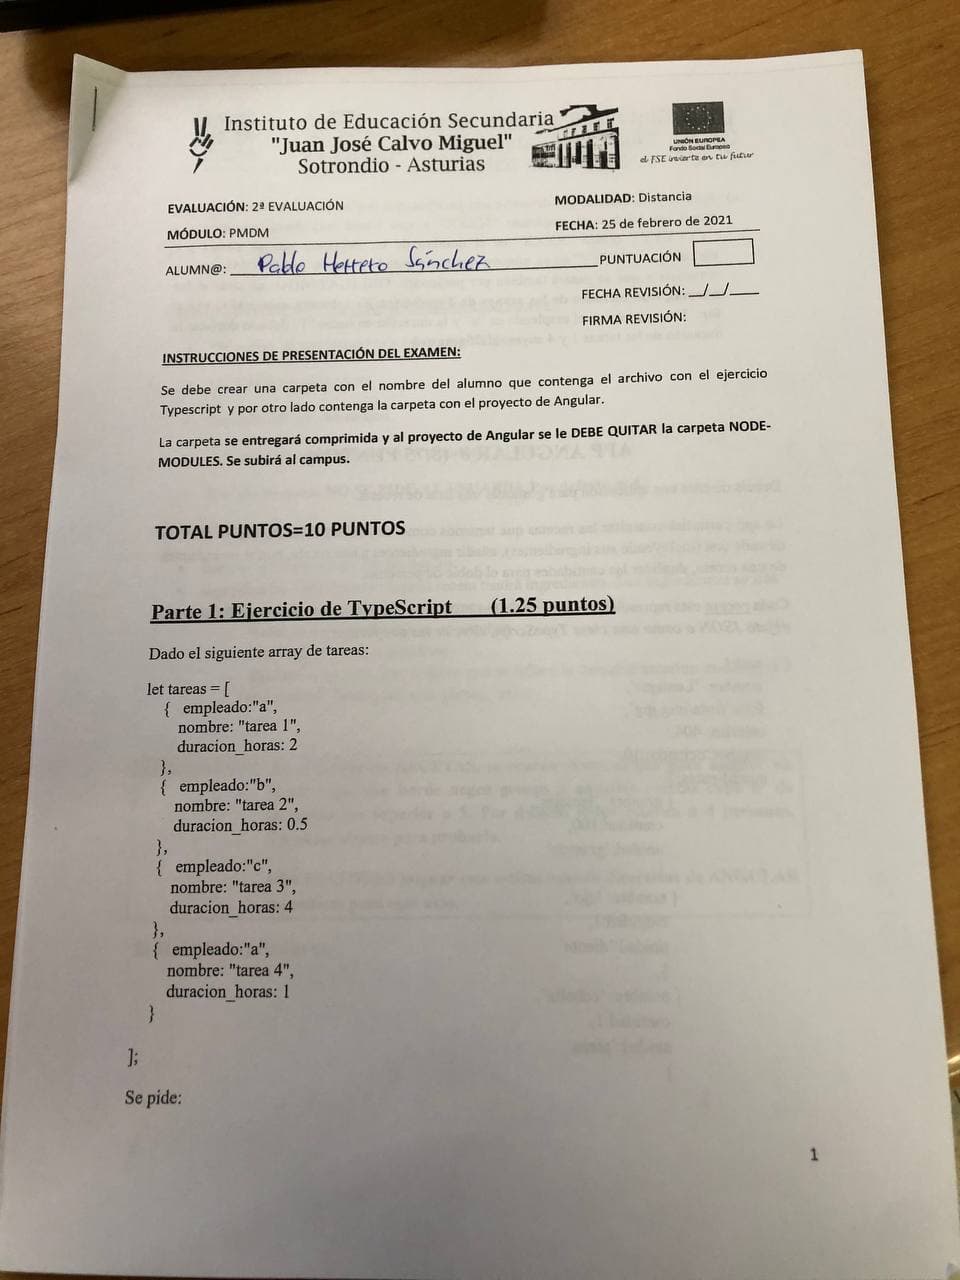 Instituto de Educación Secundaria
"Juan José Calvo Miguel"
Sotrondio - Asturias
UNIÓN EUROPEA
Fondo Social Europeo
el FSE invierte en tu futur
EVALUACIÓN: 2ª EVALUACIÓN
MODALIDAD: Distancia
MÓDULO: PMDM
FECHA: 25 de febrero de 2021
ALUMN@: Pablo Herrero Sánchez
PUNTUACIÓN
FECHA REVISIÓN: __/__/____
FIRMA REVISIÓN:
INSTRUCCIONES DE PRESENTACIÓN DEL EXAMEN:
Se debe crear una carpeta con el nombre del alumno que contenga el archivo con el ejercicio
Typescript y por otro lado contenga la carpeta con el proyecto de Angular.
La carpeta se entregará comprimida y al proyecto de Angular se le DEBE QUITAR la carpeta NODE-
MODULES. Se subirá al campus.
TOTAL PUNTOS=10 PUNTOS
Parte 1: Ejercicio de TypeScript (1.25 puntos)
Dado el siguiente array de tareas:
let tareas = [
{ empleado:"a",
nombre: "tarea 1",
duracion_horas: 2
},
{ empleado:"b",
nombre: "tarea 2",
duracion_horas: 0.5
},
{ empleado:"c",
nombre: "tarea 3",
duracion_horas: 4
},
{ empleado:"a",
nombre: "tarea 4",
duracion_horas: 1
}
];
Se pide:
1